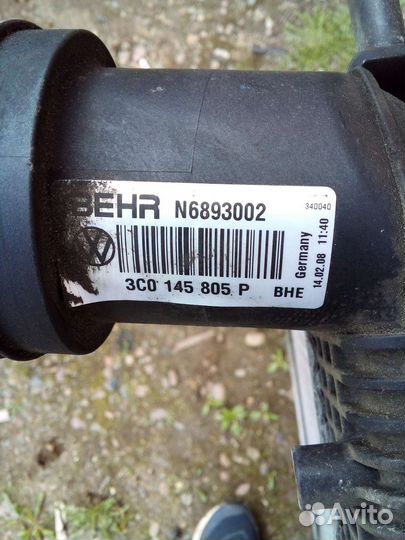 BEHR N6893002
340040
3C0 145 805 P
BHE
Germany
14.02.08 11:40
Avito